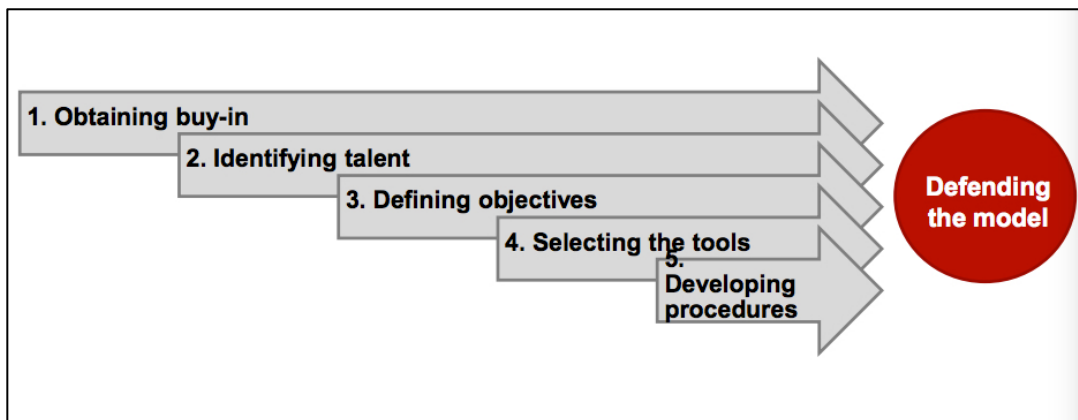 1. Obtaining buy-in
2. Identifying talent
3. Defining objectives
4. Selecting the tools
5.
Developing
procedures
Defending
the model